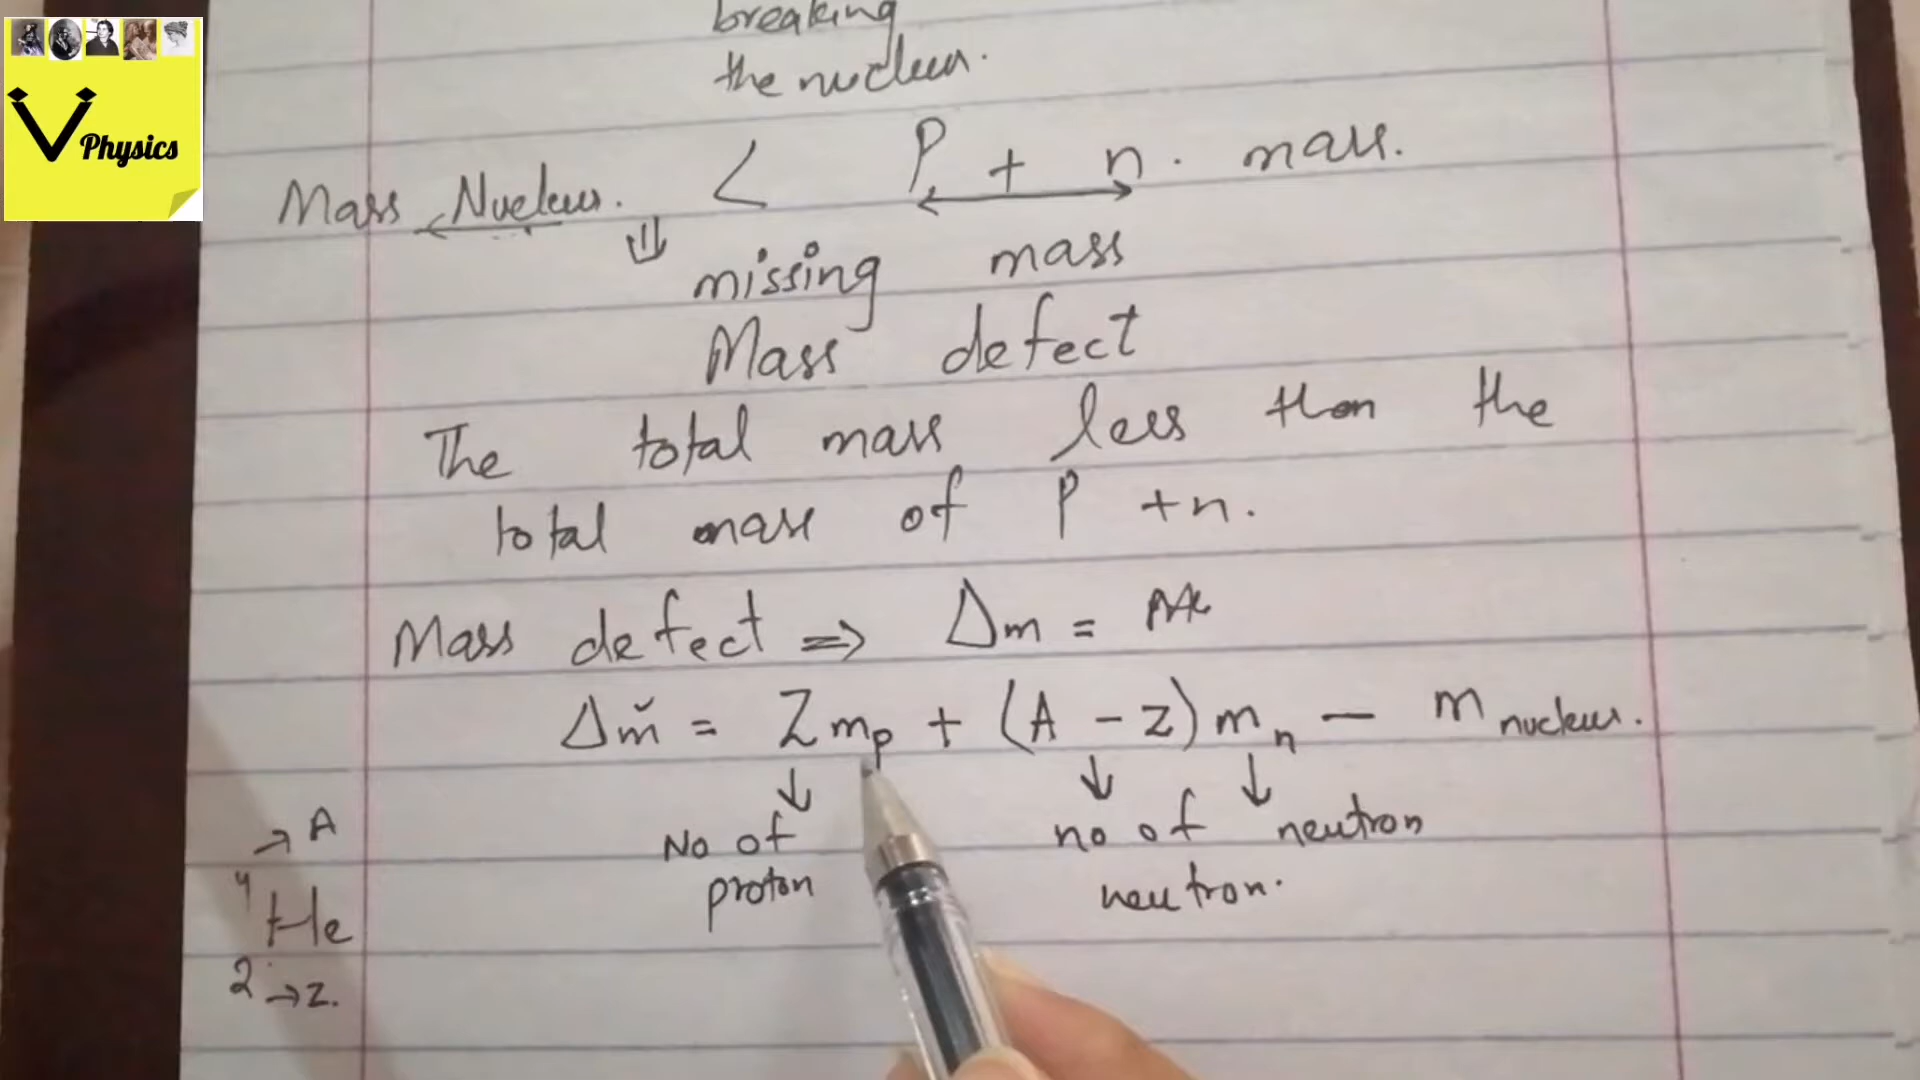 Physics
breaking
the nucleus.
Mass Nucleus. < P + n. mass.
missing mass
Mass defect
The total mass less than the
total mass of P + n.
Mass defect ⇒ Δm =
Δm = Zmp + (A - z) mn - m nucleus.
↓ ↓ ↓
No of no of neutron
proton neutron.
→ A
4
He
2 → z.